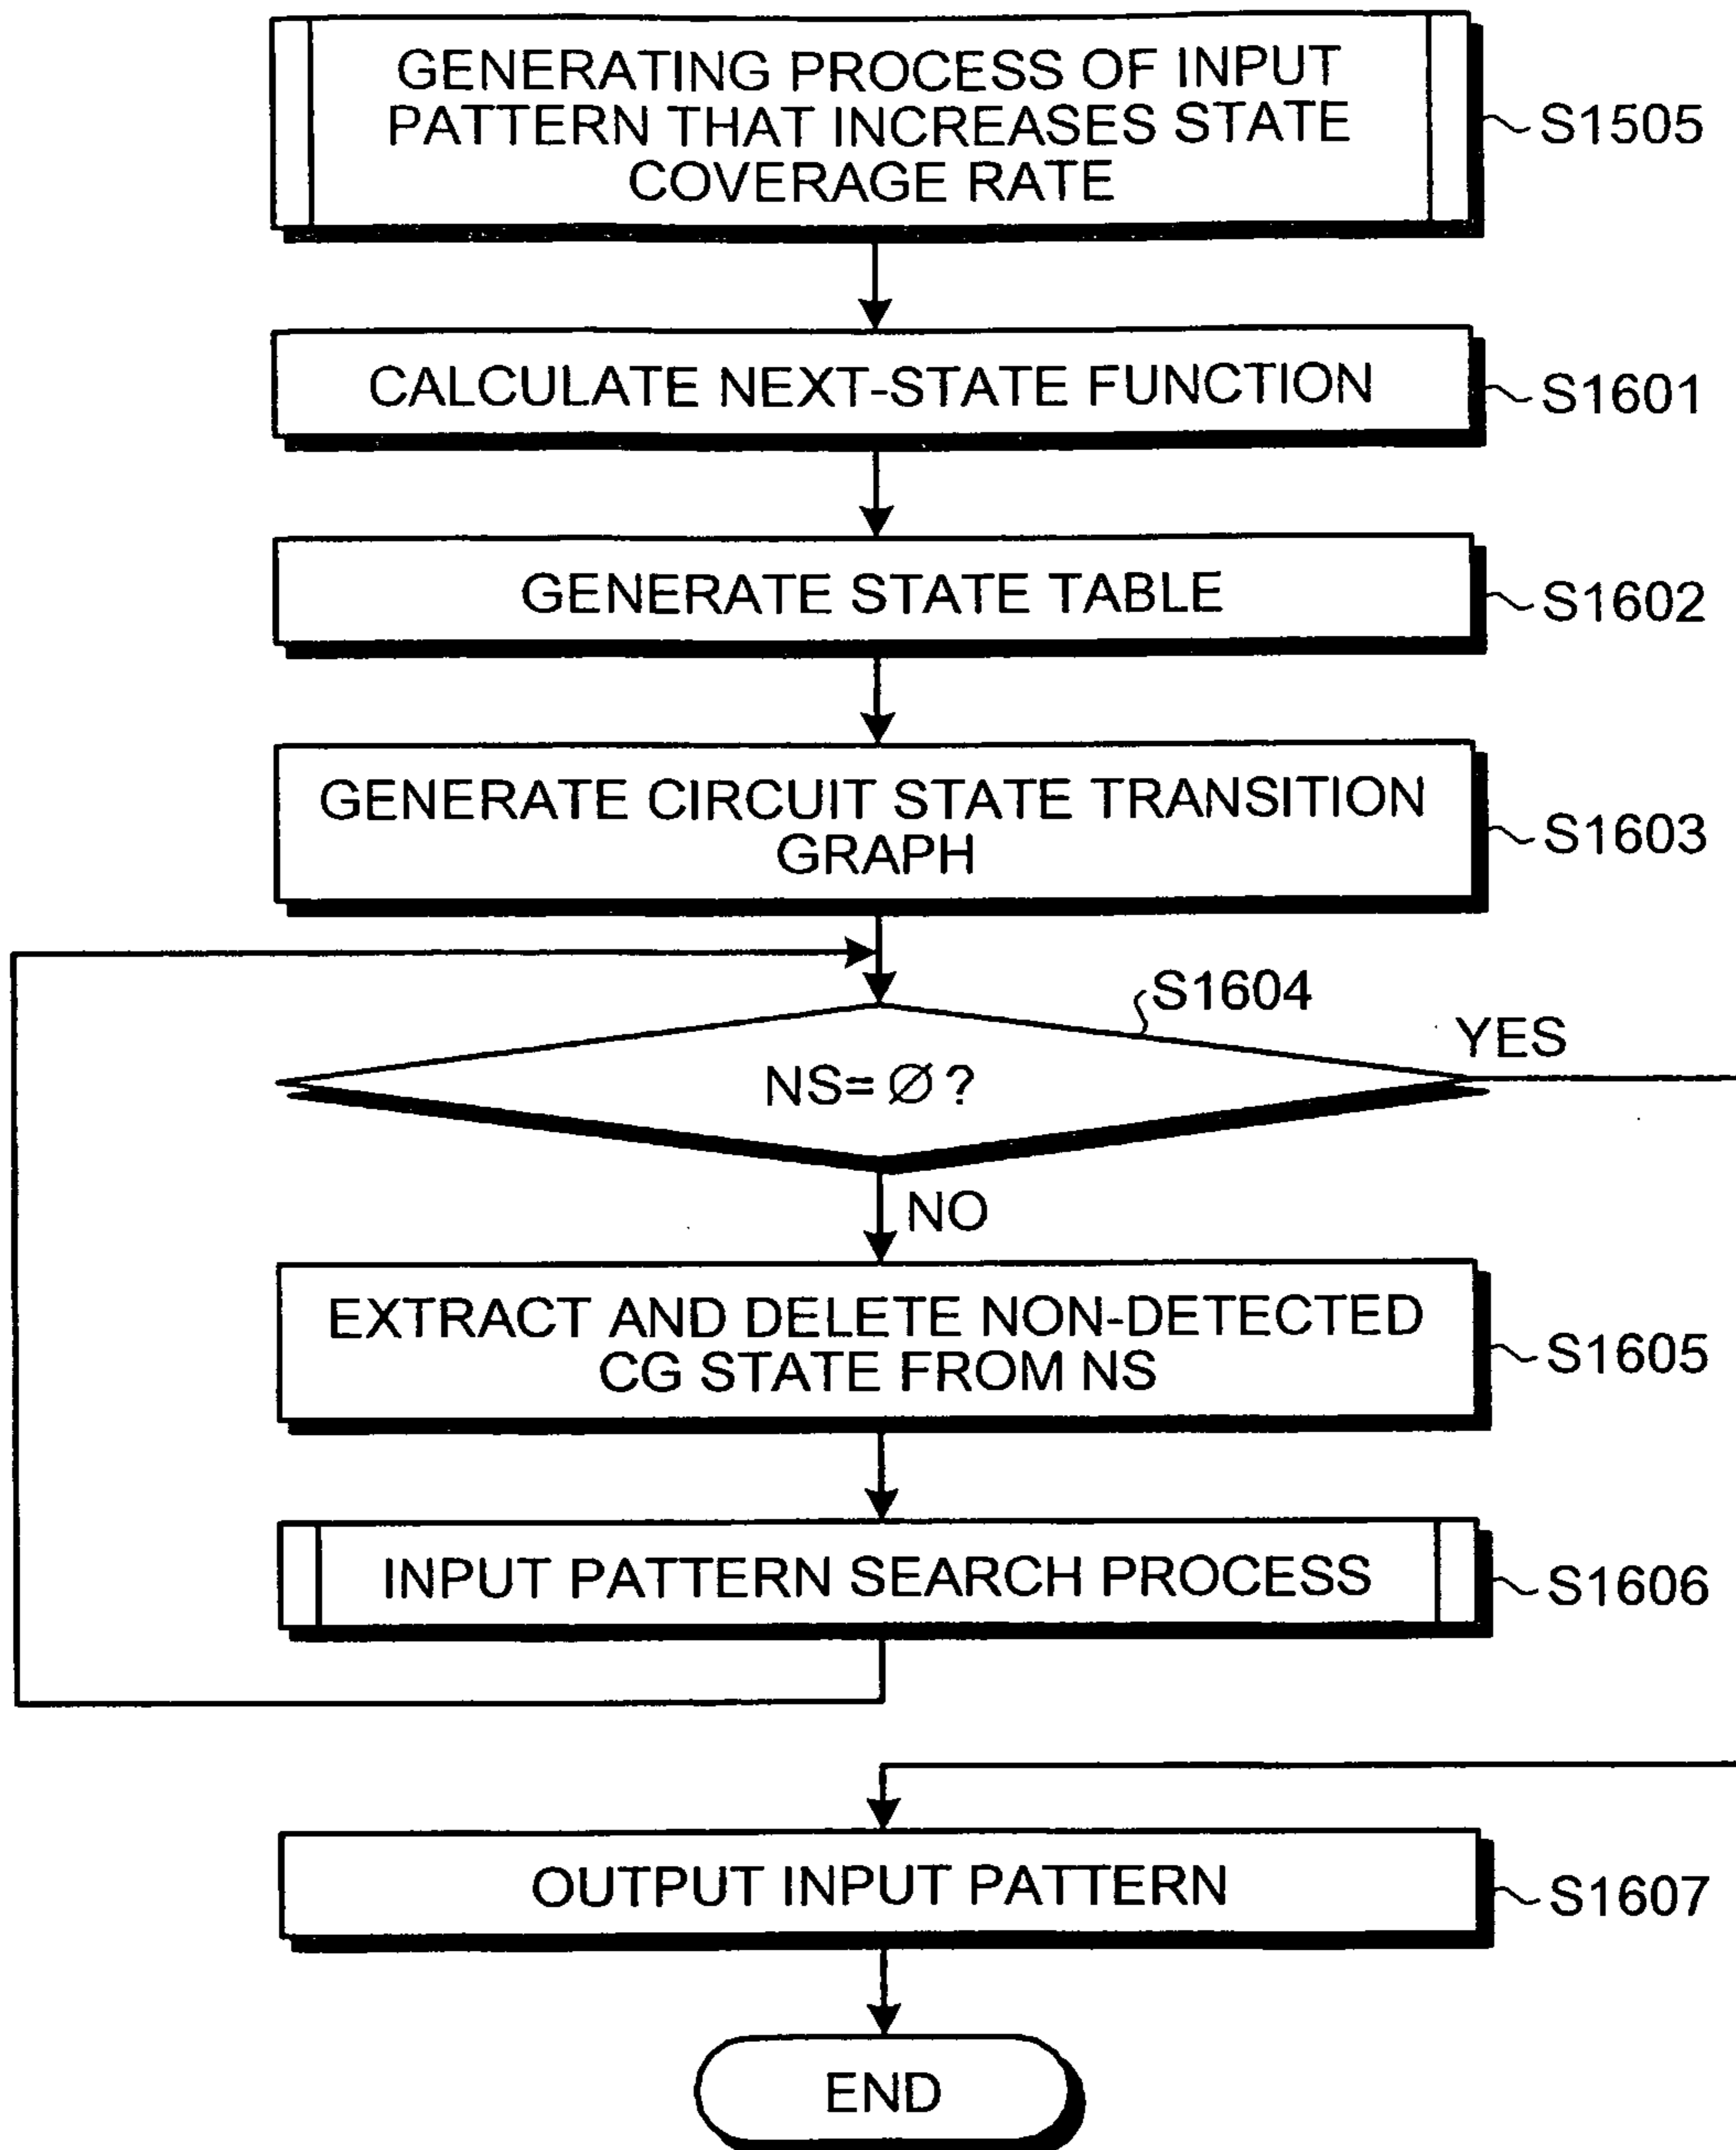 GENERATING PROCESS OF INPUT
PATTERN THAT INCREASES STATE
COVERAGE RATE
S1505
CALCULATE NEXT-STATE FUNCTION
S1601
GENERATE STATE TABLE
S1602
GENERATE CIRCUIT STATE TRANSITION
GRAPH
S1603
S1604
YES
NS=∅?
NO
EXTRACT AND DELETE NON-DETECTED
CG STATE FROM NS
S1605
INPUT PATTERN SEARCH PROCESS
S1606
OUTPUT INPUT PATTERN
S1607
END